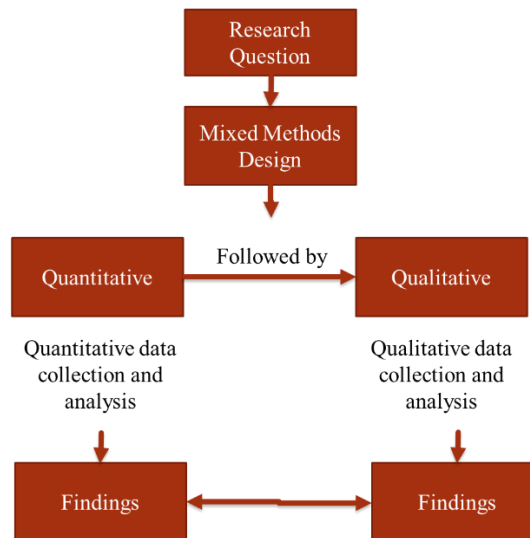 Research
Question
Mixed Methods
Design
Quantitative
Followed by
Qualitative
Quantitative data
collection and
analysis
Qualitative data
collection and
analysis
Findings
Findings